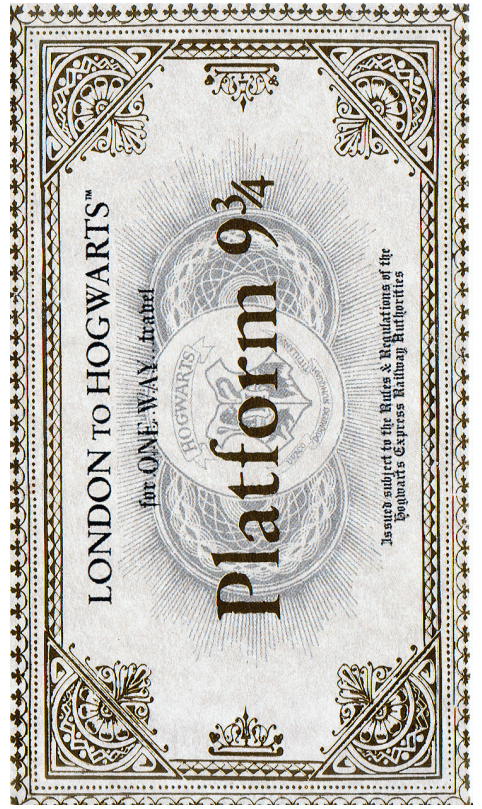 LONDON TO HOGWARTS™
for ONE WAY travel
Platform 9¾
HOGWARTS
Issued subject to the Rules & Regulations of the
Hogwarts Express Railway Authorities